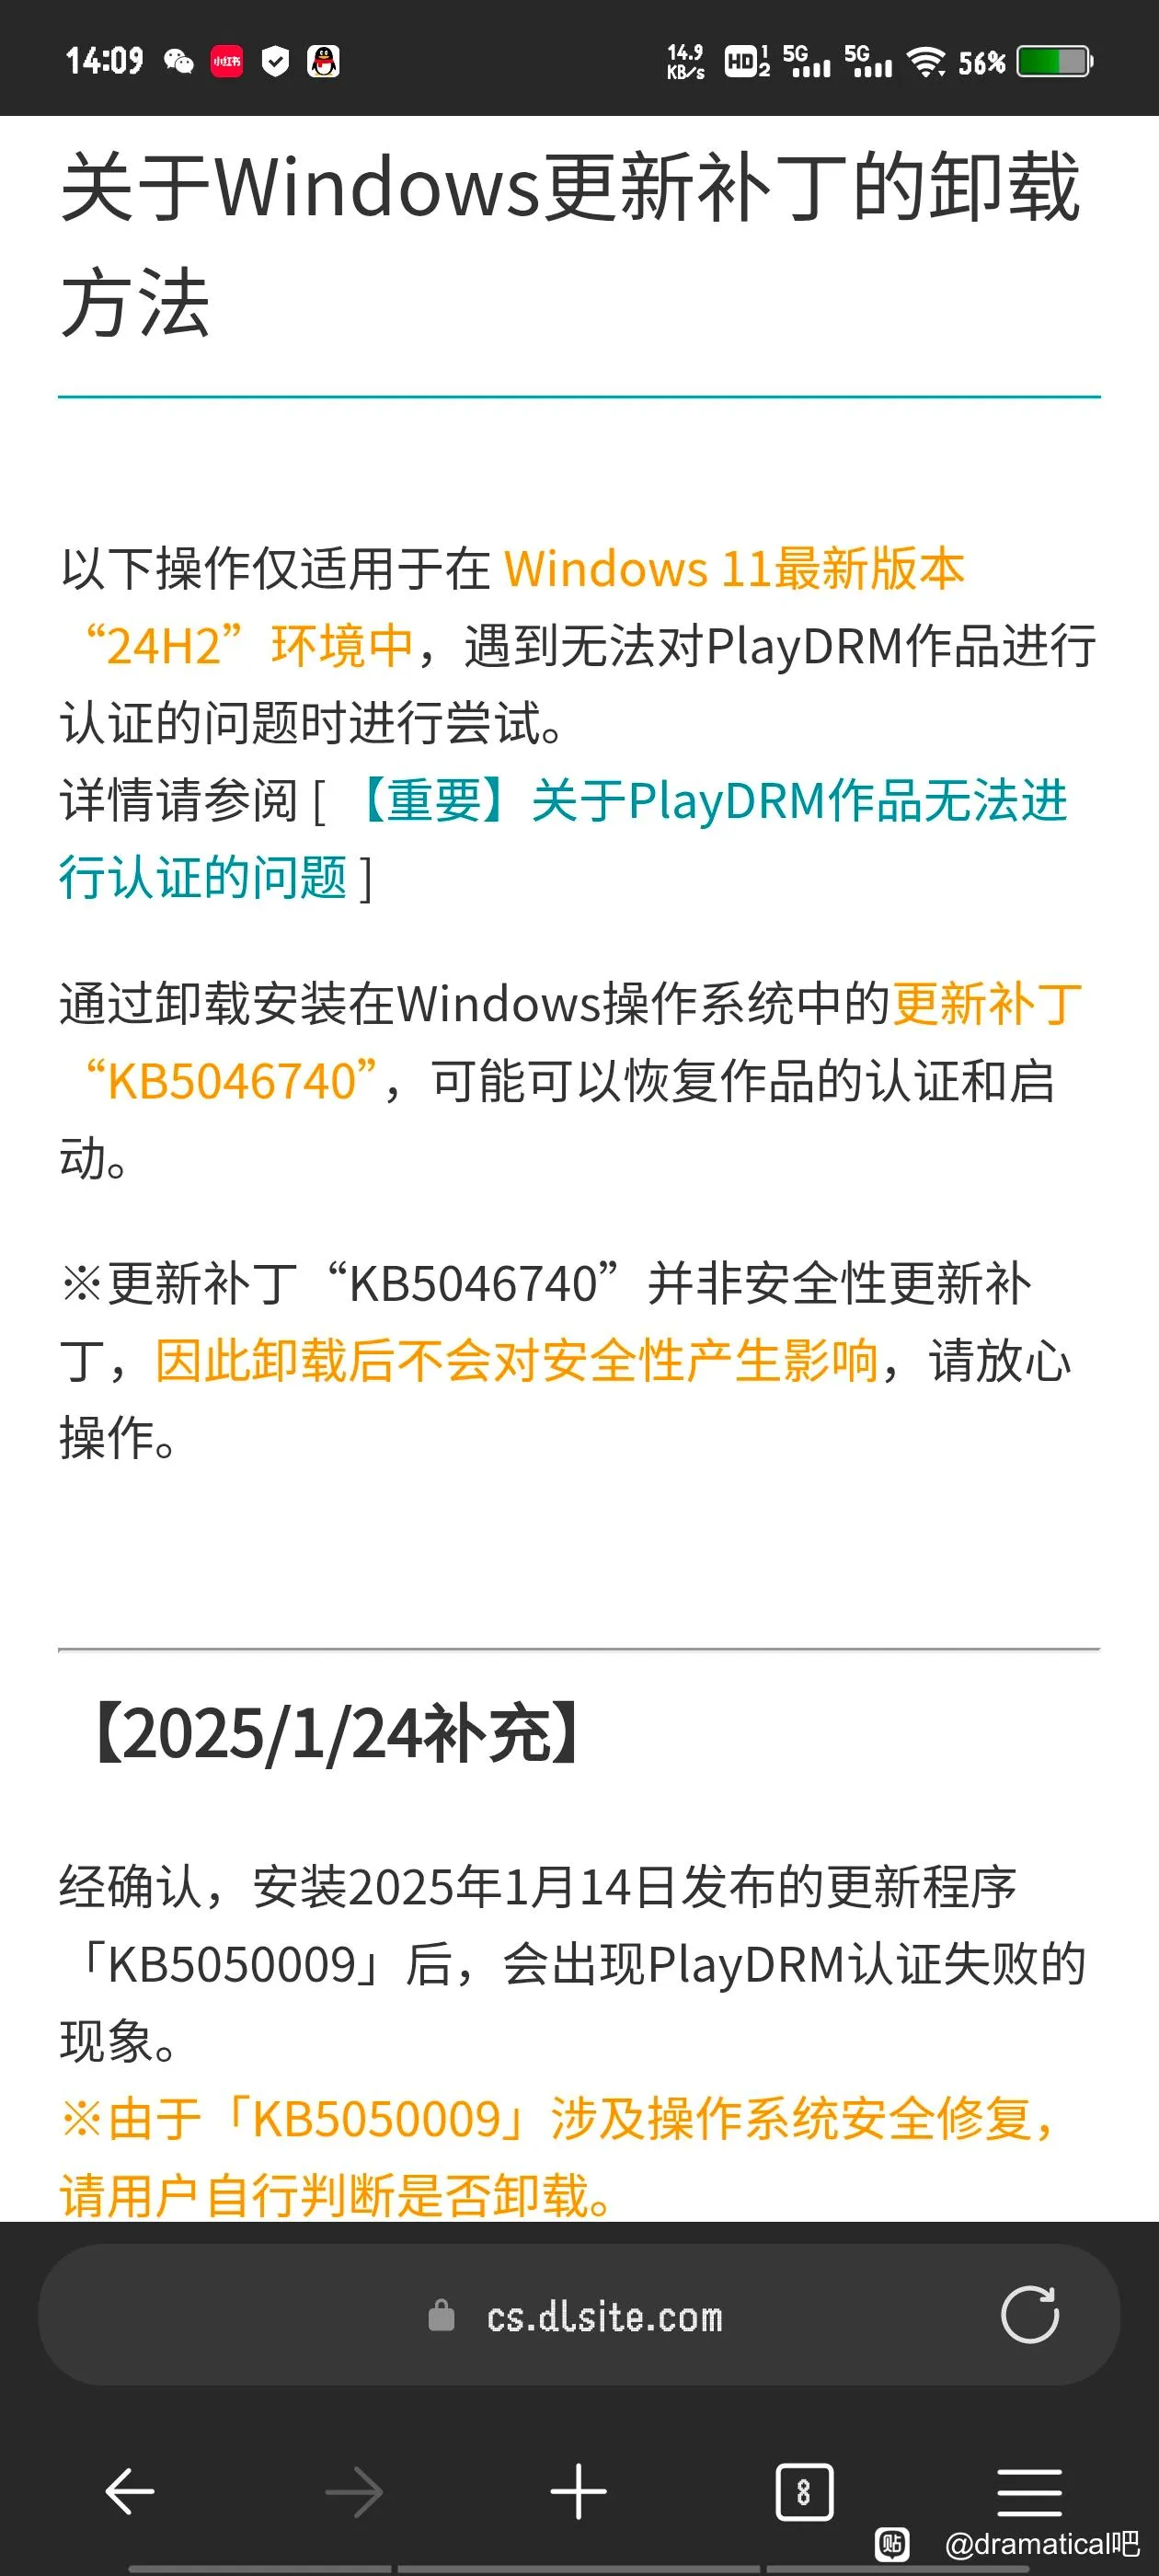 14:09
小红书
14.9 KB/s HD 1 2 5G 5G 56%
关于Windows更新补丁的卸载
方法
以下操作仅适用于在 Windows 11最新版本
“24H2”环境中，遇到无法对PlayDRM作品进行
认证的问题时进行尝试。
详情请参阅 [ 【重要】关于PlayDRM作品无法进
行认证的问题 ]
通过卸载安装在Windows操作系统中的更新补丁
“KB5046740”，可能可以恢复作品的认证和启
动。
※更新补丁“KB5046740”并非安全性更新补
丁，因此卸载后不会对安全性产生影响，请放心
操作。
【2025/1/24补充】
经确认，安装2025年1月14日发布的更新程序
「KB5050009」后，会出现PlayDRM认证失败的
现象。
※由于「KB5050009」涉及操作系统安全修复，
请用户自行判断是否卸载。
cs.dlsite.com
8
贴 @dramatical吧